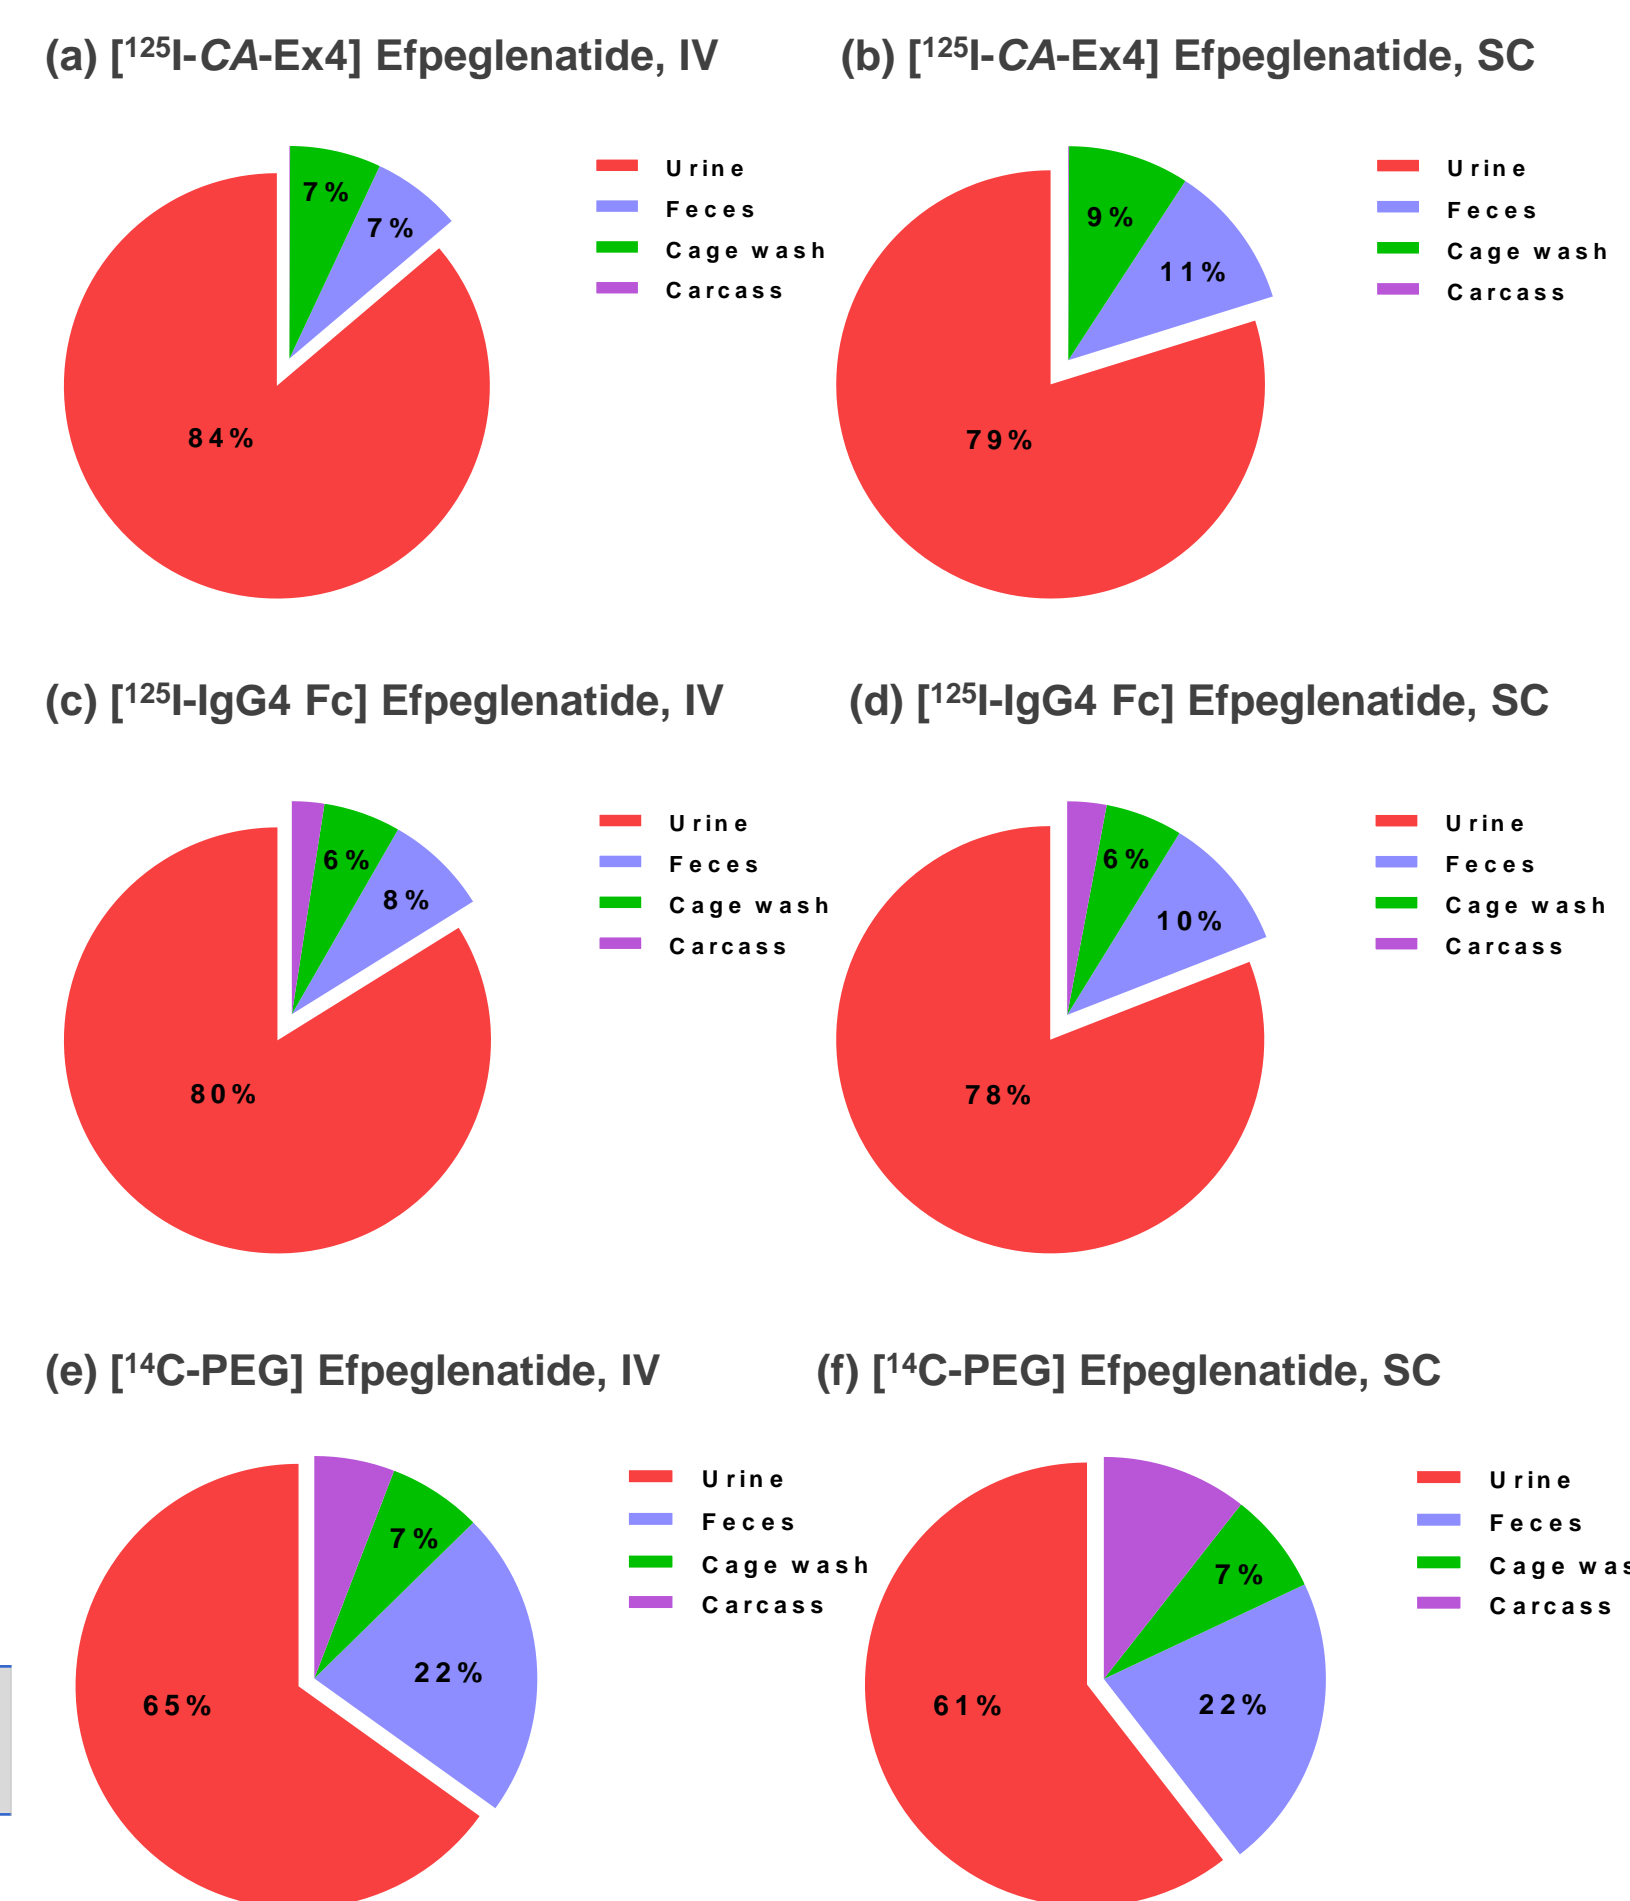 (a) [¹²⁵I-CA-Ex4] Efpeglenatide, IV
7%
7%
84%
Urine
Feces
Cage wash
Carcass
(b) [¹²⁵I-CA-Ex4] Efpeglenatide, SC
9%
11%
79%
Urine
Feces
Cage wash
Carcass
(c) [¹²⁵I-IgG4 Fc] Efpeglenatide, IV
6%
8%
80%
Urine
Feces
Cage wash
Carcass
(d) [¹²⁵I-IgG4 Fc] Efpeglenatide, SC
6%
10%
78%
Urine
Feces
Cage wash
Carcass
(e) [¹⁴C-PEG] Efpeglenatide, IV
7%
22%
65%
Urine
Feces
Cage wash
Carcass
(f) [¹⁴C-PEG] Efpeglenatide, SC
7%
22%
61%
Urine
Feces
Cage was
Carcass